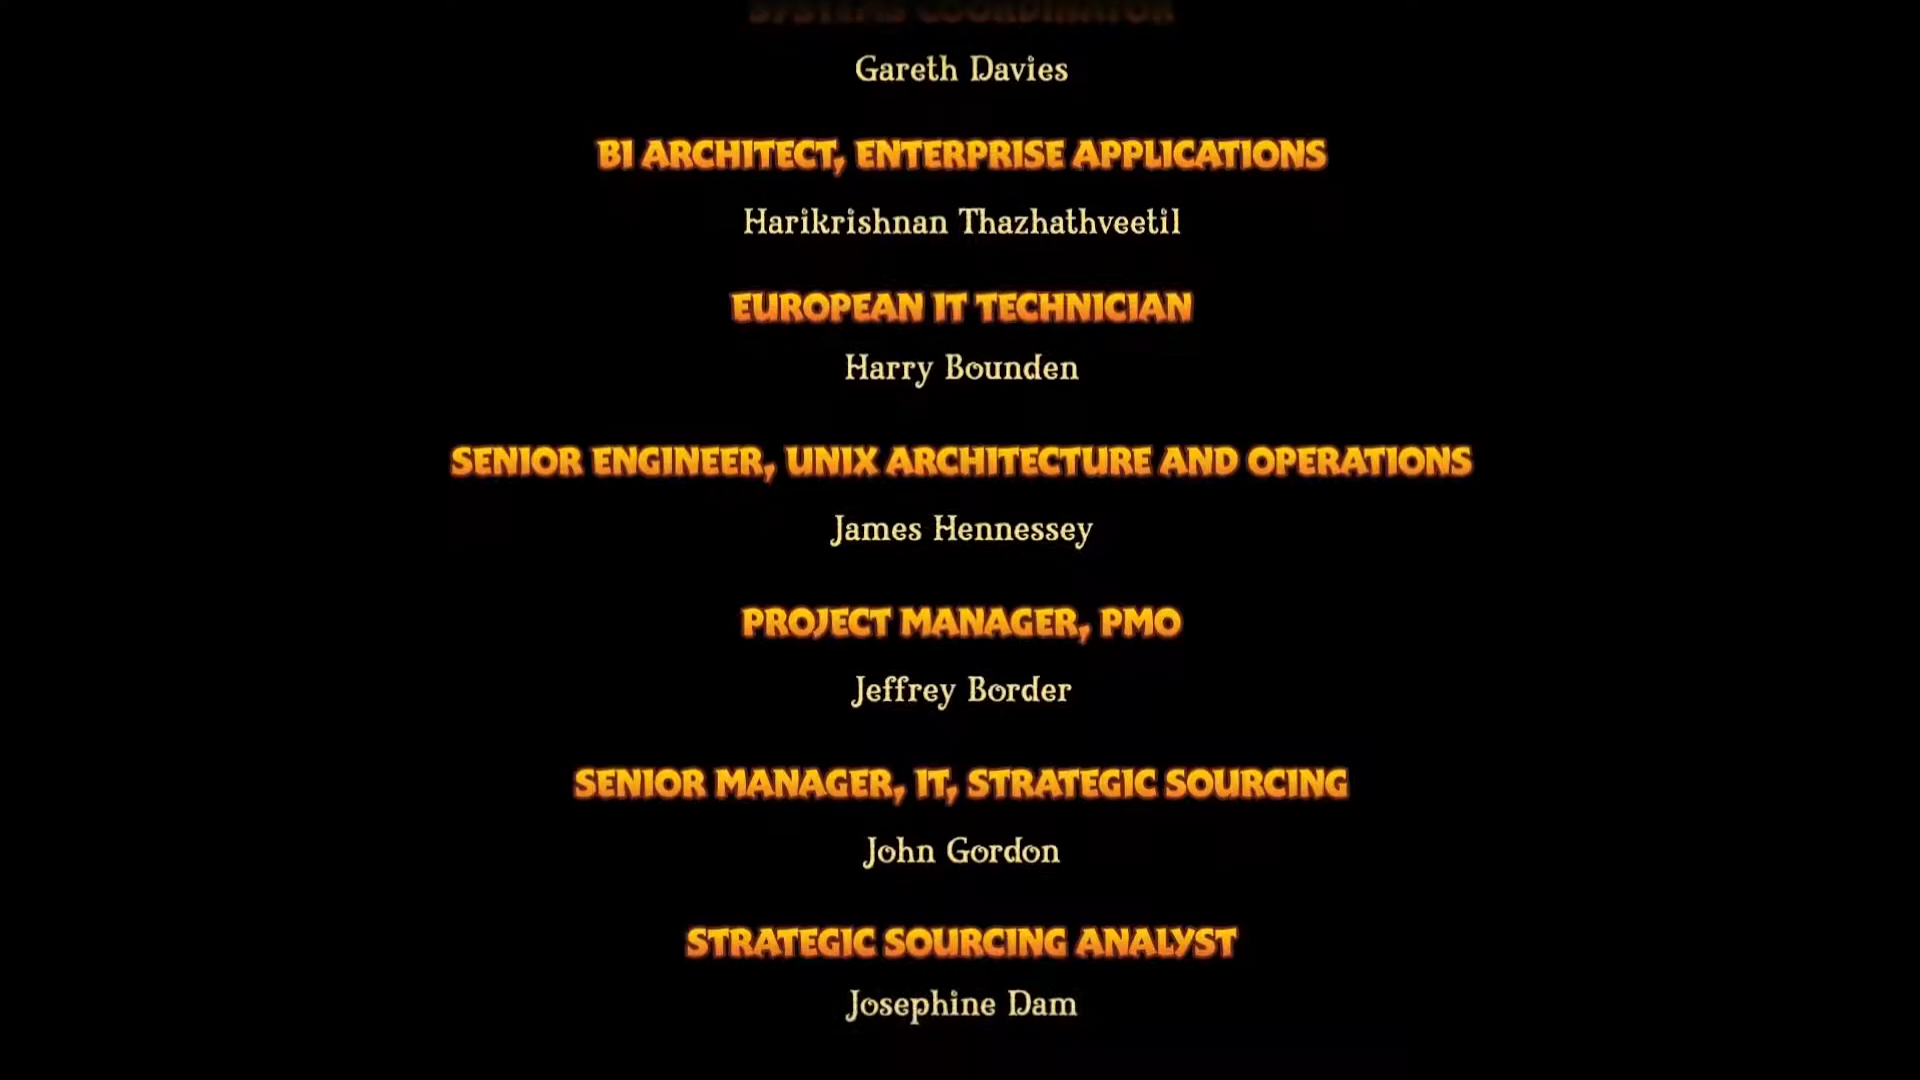 SYSTEMS COORDINATOR
Gareth Davies
BI ARCHITECT, ENTERPRISE APPLICATIONS
Harikrishnan Thazhathveetil
EUROPEAN IT TECHNICIAN
Harry Bounden
SENIOR ENGINEER, UNIX ARCHITECTURE AND OPERATIONS
James Hennessey
PROJECT MANAGER, PMO
Jeffrey Border
SENIOR MANAGER, IT, STRATEGIC SOURCING
John Gordon
STRATEGIC SOURCING ANALYST
Josephine Dam